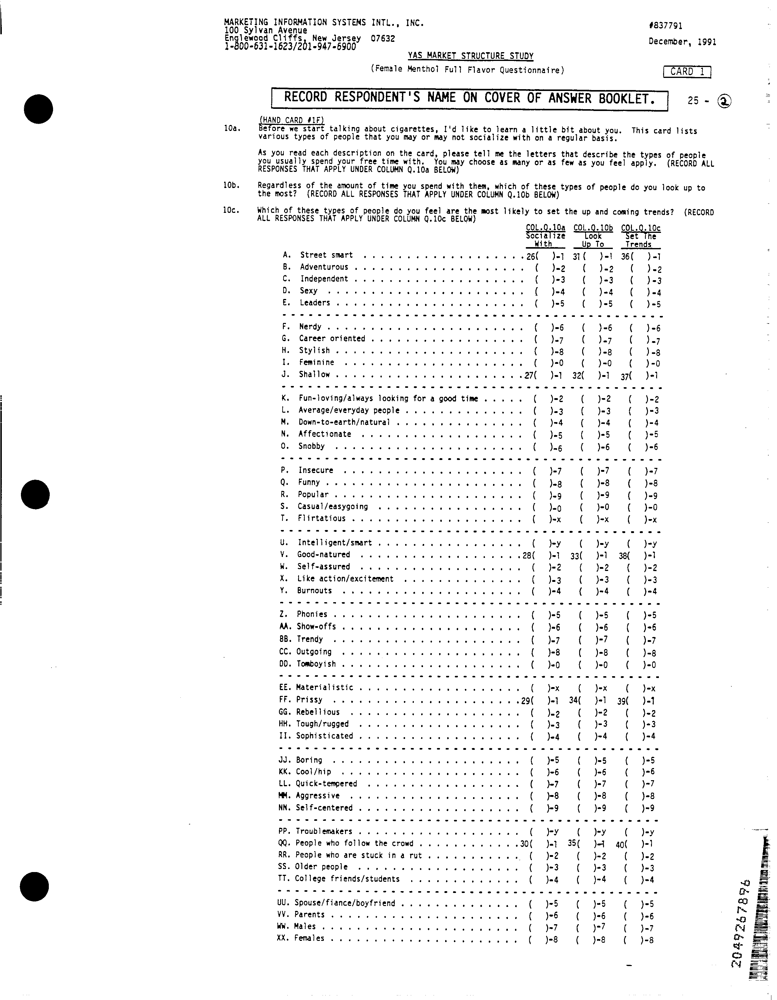 MARKETING INFORMATION SYSTEMS INTL., INC.
100 Sylvan Avenue
Englewood Cliffs, New Jersey 07632
1-800-631-1623/201-947-6900
#837791
December, 1991
YAS MARKET STRUCTURE STUDY
(Female Menthol Full Flavor Questionnaire)
CARD 1
RECORD RESPONDENT'S NAME ON COVER OF ANSWER BOOKLET.
25 - 2
(HAND CARD #1F)
10a. Before we start talking about cigarettes, I'd like to learn a little bit about you. This card lists
various types of people that you may or may not socialize with on a regular basis.
As you read each description on the card, please tell me the letters that describe the types of people
you usually spend your free time with. You may choose as many or as few as you feel apply. (RECORD ALL
RESPONSES THAT APPLY UNDER COLUMN Q.10a BELOW)
10b. Regardless of the amount of time you spend with them, which of these types of people do you look up to
the most? (RECORD ALL RESPONSES THAT APPLY UNDER COLUMN Q.10b BELOW)
10c. Which of these types of people do you feel are the most likely to set the up and coming trends? (RECORD
ALL RESPONSES THAT APPLY UNDER COLUMN Q.10c BELOW)
COL.Q.10a COL.Q.10b COL.Q.10c
Socialize Look Set The
With Up To Trends
A. Street smart . . . . . . . . . . . . . . . . . . . 26( )-1 31( )-1 36( )-1
B. Adventurous . . . . . . . . . . . . . . . . . . . . ( )-2 ( )-2 ( )-2
C. Independent . . . . . . . . . . . . . . . . . . . . ( )-3 ( )-3 ( )-3
D. Sexy . . . . . . . . . . . . . . . . . . . . . . . ( )-4 ( )-4 ( )-4
E. Leaders . . . . . . . . . . . . . . . . . . . . . . ( )-5 ( )-5 ( )-5
F. Nerdy . . . . . . . . . . . . . . . . . . . . . . . ( )-6 ( )-6 ( )-6
G. Career oriented . . . . . . . . . . . . . . . . . . ( )-7 ( )-7 ( )-7
H. Stylish . . . . . . . . . . . . . . . . . . . . . . ( )-8 ( )-8 ( )-8
I. Feminine . . . . . . . . . . . . . . . . . . . . . ( )-0 ( )-0 ( )-0
J. Shallow . . . . . . . . . . . . . . . . . . . . . . 27( )-1 32( )-1 37( )-1
K. Fun-loving/always looking for a good time . . . . . ( )-2 ( )-2 ( )-2
L. Average/everyday people . . . . . . . . . . . . . . ( )-3 ( )-3 ( )-3
M. Down-to-earth/natural . . . . . . . . . . . . . . . ( )-4 ( )-4 ( )-4
N. Affectionate . . . . . . . . . . . . . . . . . . . ( )-5 ( )-5 ( )-5
O. Snobby . . . . . . . . . . . . . . . . . . . . . . ( )-6 ( )-6 ( )-6
P. Insecure . . . . . . . . . . . . . . . . . . . . . ( )-7 ( )-7 ( )-7
Q. Funny . . . . . . . . . . . . . . . . . . . . . . . ( )-8 ( )-8 ( )-8
R. Popular . . . . . . . . . . . . . . . . . . . . . . ( )-9 ( )-9 ( )-9
S. Casual/easygoing . . . . . . . . . . . . . . . . . ( )-0 ( )-0 ( )-0
T. Flirtatious . . . . . . . . . . . . . . . . . . . . ( )-x ( )-x ( )-x
U. Intelligent/smart . . . . . . . . . . . . . . . . . ( )-y ( )-y ( )-y
V. Good-natured . . . . . . . . . . . . . . . . . . . 28( )-1 33( )-1 38( )-1
W. Self-assured . . . . . . . . . . . . . . . . . . . ( )-2 ( )-2 ( )-2
X. Like action/excitement . . . . . . . . . . . . . . ( )-3 ( )-3 ( )-3
Y. Burnouts . . . . . . . . . . . . . . . . . . . . . ( )-4 ( )-4 ( )-4
Z. Phonies . . . . . . . . . . . . . . . . . . . . . . ( )-5 ( )-5 ( )-5
AA. Show-offs . . . . . . . . . . . . . . . . . . . . . ( )-6 ( )-6 ( )-6
BB. Trendy . . . . . . . . . . . . . . . . . . . . . . ( )-7 ( )-7 ( )-7
CC. Outgoing . . . . . . . . . . . . . . . . . . . . . ( )-8 ( )-8 ( )-8
DD. Tomboyish . . . . . . . . . . . . . . . . . . . . . ( )-0 ( )-0 ( )-0
EE. Materialistic . . . . . . . . . . . . . . . . . . . ( )-x ( )-x ( )-x
FF. Prissy . . . . . . . . . . . . . . . . . . . . . . 29( )-1 34( )-1 39( )-1
GG. Rebellious . . . . . . . . . . . . . . . . . . . . ( )-2 ( )-2 ( )-2
HH. Tough/rugged . . . . . . . . . . . . . . . . . . . ( )-3 ( )-3 ( )-3
II. Sophisticated . . . . . . . . . . . . . . . . . . . ( )-4 ( )-4 ( )-4
JJ. Boring . . . . . . . . . . . . . . . . . . . . . . ( )-5 ( )-5 ( )-5
KK. Cool/hip . . . . . . . . . . . . . . . . . . . . . ( )-6 ( )-6 ( )-6
LL. Quick-tempered . . . . . . . . . . . . . . . . . . ( )-7 ( )-7 ( )-7
MM. Aggressive . . . . . . . . . . . . . . . . . . . . ( )-8 ( )-8 ( )-8
NN. Self-centered . . . . . . . . . . . . . . . . . . . ( )-9 ( )-9 ( )-9
PP. Troublemakers . . . . . . . . . . . . . . . . . . . ( )-y ( )-y ( )-y
QQ. People who follow the crowd . . . . . . . . . . . . 30( )-1 35( )-1 40( )-1
RR. People who are stuck in a rut . . . . . . . . . . . ( )-2 ( )-2 ( )-2
SS. Older people . . . . . . . . . . . . . . . . . . . ( )-3 ( )-3 ( )-3
TT. College friends/students . . . . . . . . . . . . . ( )-4 ( )-4 ( )-4
UU. Spouse/fiance/boyfriend . . . . . . . . . . . . . . ( )-5 ( )-5 ( )-5
VV. Parents . . . . . . . . . . . . . . . . . . . . . . ( )-6 ( )-6 ( )-6
WW. Males . . . . . . . . . . . . . . . . . . . . . . . ( )-7 ( )-7 ( )-7
XX. Females . . . . . . . . . . . . . . . . . . . . . . ( )-8 ( )-8 ( )-8
2049267896